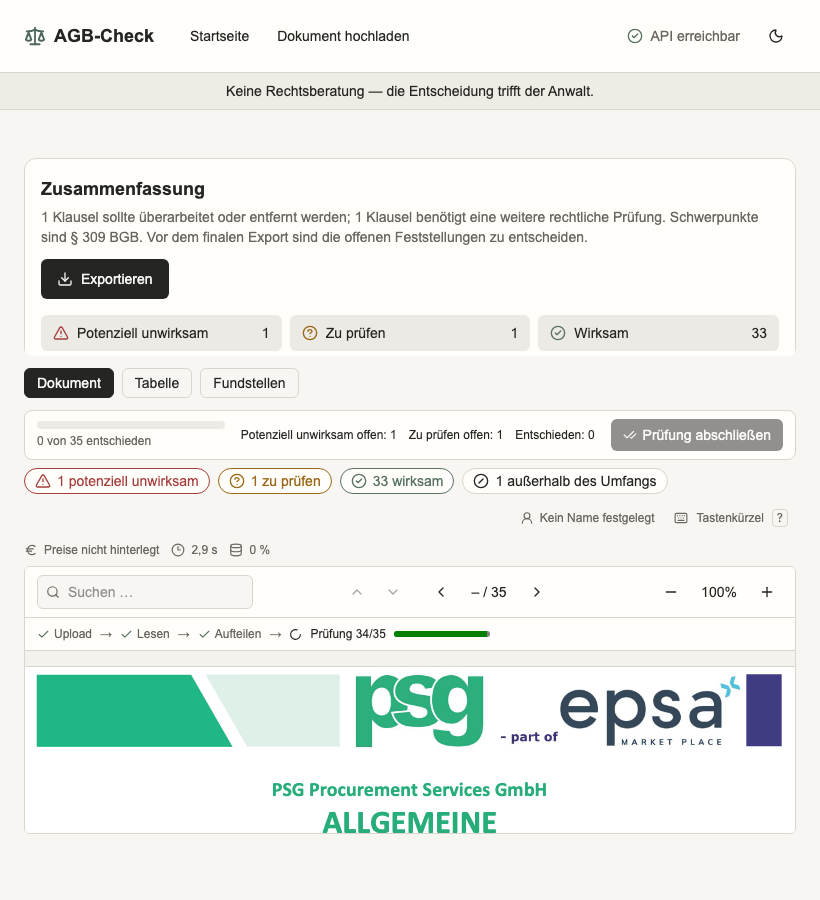 AGB-Check Startseite Dokument hochladen API erreichbar
Keine Rechtsberatung — die Entscheidung trifft der Anwalt.
Zusammenfassung
1 Klausel sollte überarbeitet oder entfernt werden; 1 Klausel benötigt eine weitere rechtliche Prüfung. Schwerpunkte
sind § 309 BGB. Vor dem finalen Export sind die offenen Feststellungen zu entscheiden.
Exportieren
Potenziell unwirksam 1 Zu prüfen 1 Wirksam 33
Dokument Tabelle Fundstellen
0 von 35 entschieden Potenziell unwirksam offen: 1 Zu prüfen offen: 1 Entschieden: 0 Prüfung abschließen
1 potenziell unwirksam 1 zu prüfen 33 wirksam 1 außerhalb des Umfangs
Kein Name festgelegt Tastenkürzel ?
Preise nicht hinterlegt 2,9 s 0 %
Suchen … – / 35 100%
Upload → Lesen → Aufteilen → Prüfung 34/35
psg - part of epsa
MARKET PLACE
PSG Procurement Services GmbH
ALLGEMEINE